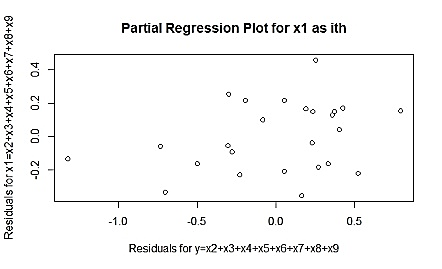 Partial Regression Plot for x1 as ith
Residuals for x1=x2+x3+x4+x5+x6+x7+x8+x9
0.4
0.2
0.0
-0.2
-1.0
-0.5
0.0
0.5
Residuals for y=x2+x3+x4+x5+x6+x7+x8+x9